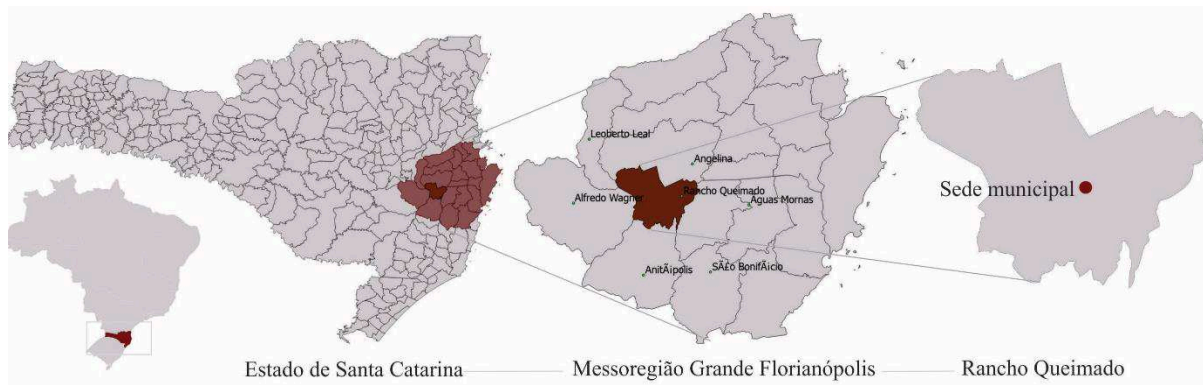 Leoberto Leal
Angelina
Rancho Queimado
Alfredo Wagner
Aguas Mornas
AnitÃ¡polis
SÃ£o BonifÃ¡cio
Sede municipal
Estado de Santa Catarina
Messoregião Grande Florianópolis
Rancho Queimado